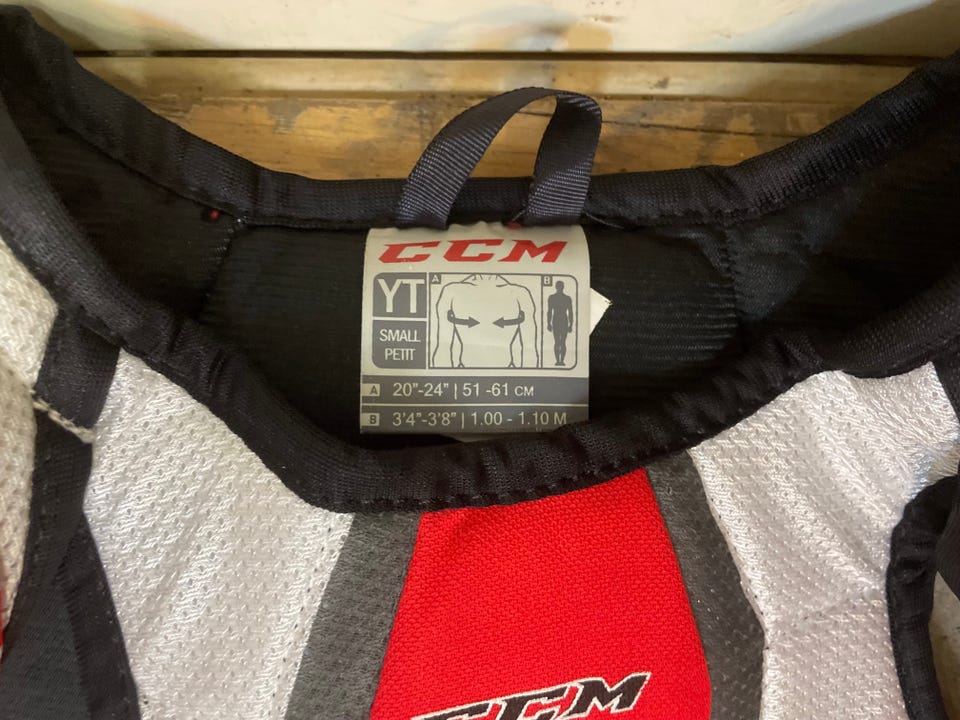 CCM
YT
A
B
SMALL
PETIT
A 20"-24" | 51 -61 CM
B 3'4"-3'8" | 1.00 - 1.10 M
CCM